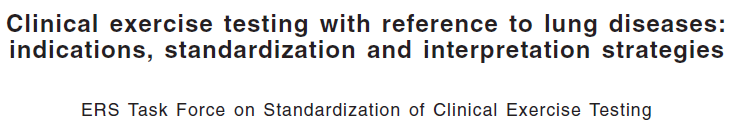 Clinical exercise testing with reference to lung diseases:
indications, standardization and interpretation strategies
ERS Task Force on Standardization of Clinical Exercise Testing